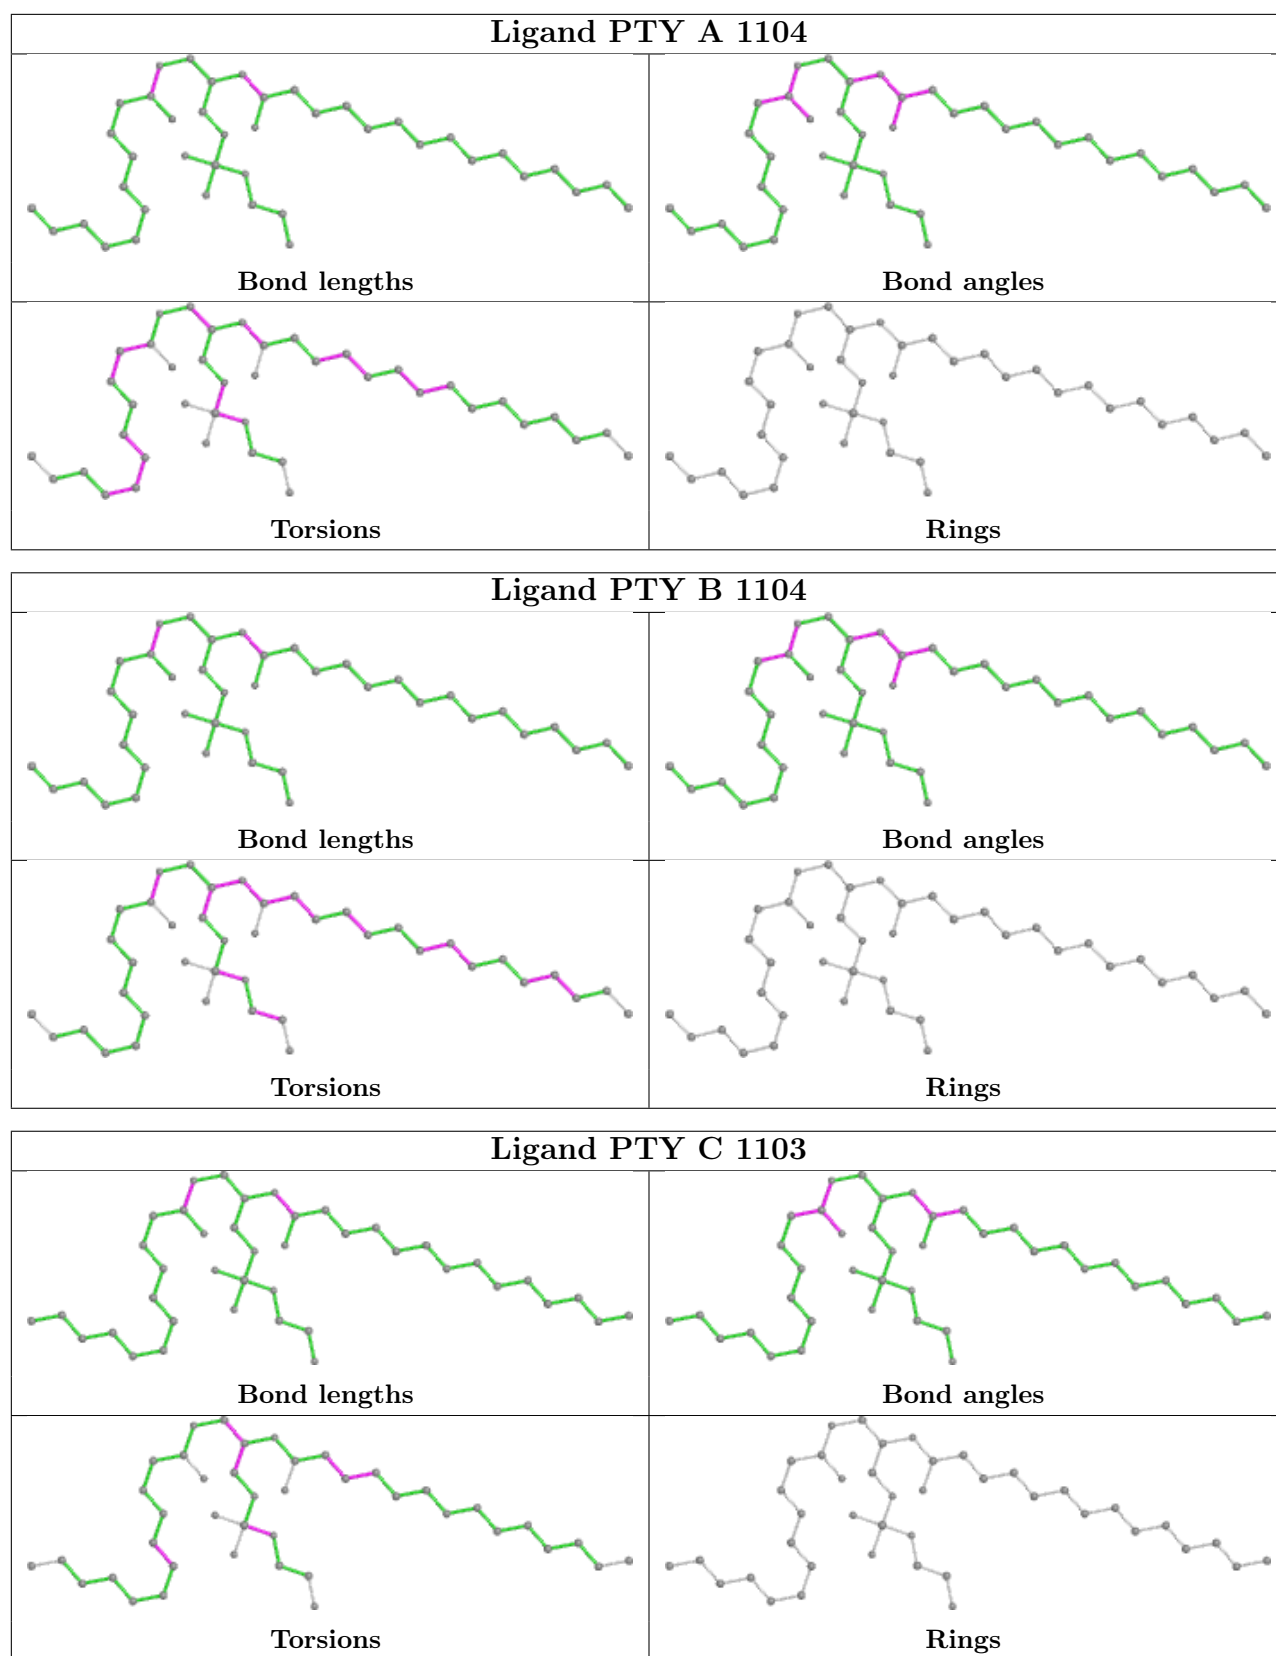 Ligand PTY A 1104
Bond lengths
Bond angles
Torsions
Rings
Ligand PTY B 1104
Bond lengths
Bond angles
Torsions
Rings
Ligand PTY C 1103
Bond lengths
Bond angles
Torsions
Rings